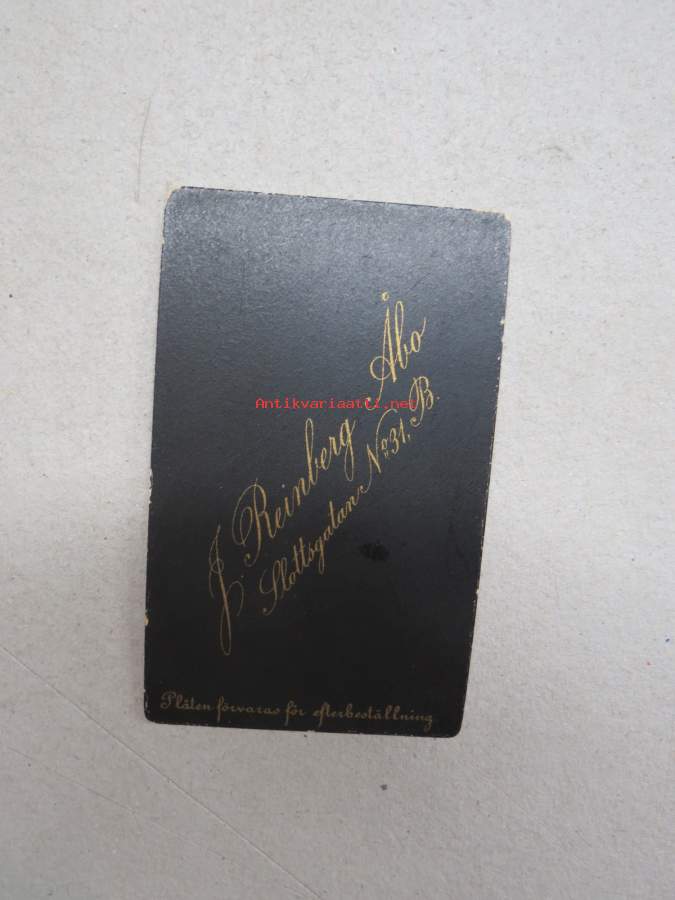 J. Reinberg Åbo
Slottsgatan No 31, B.
Plåten förvaras för efterbeställning
Antikvariaatti.net